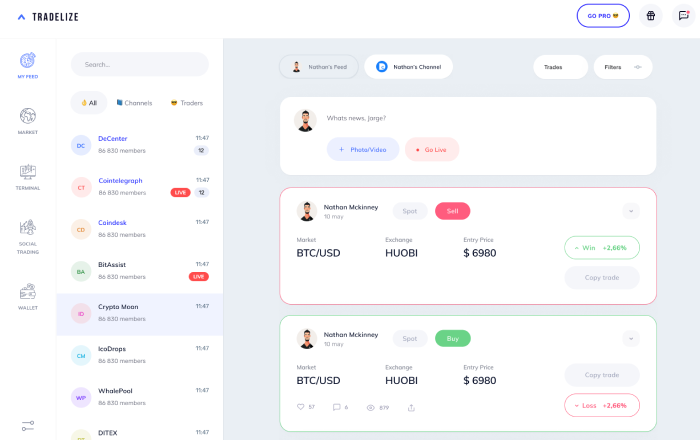 TRADELIZE
GO PRO
MY FEED
MARKET
TERMINAL
SOCIAL
TRADING
WALLET
Search...
All
Channels
Traders
DC
DeCenter
11:47
86 830 members
12
CT
Cointelegraph
11:47
86 830 members
LIVE
12
CD
Coindesk
11:47
86 830 members
BA
BitAssist
11:47
86 830 members
LIVE
ID
Crypto Moon
11:47
86 830 members
CM
IcoDrops
11:47
86 830 members
WP
WhalePool
11:47
86 830 members
DITEX
11:47
Nathan's Feed
Nathan's Channel
Trades
Filters
Whats news, Jorge?
+ Photo/Video
Go Live
Nathan Mckinney
10 may
Spot
Sell
Market
Exchange
Entry Price
BTC/USD
HUOBI
$ 6980
Win +2,66%
Copy trade
Nathan Mckinney
10 may
Spot
Buy
Market
Exchange
Entry Price
BTC/USD
HUOBI
$ 6980
Copy trade
Loss +2,66%
57
6
879